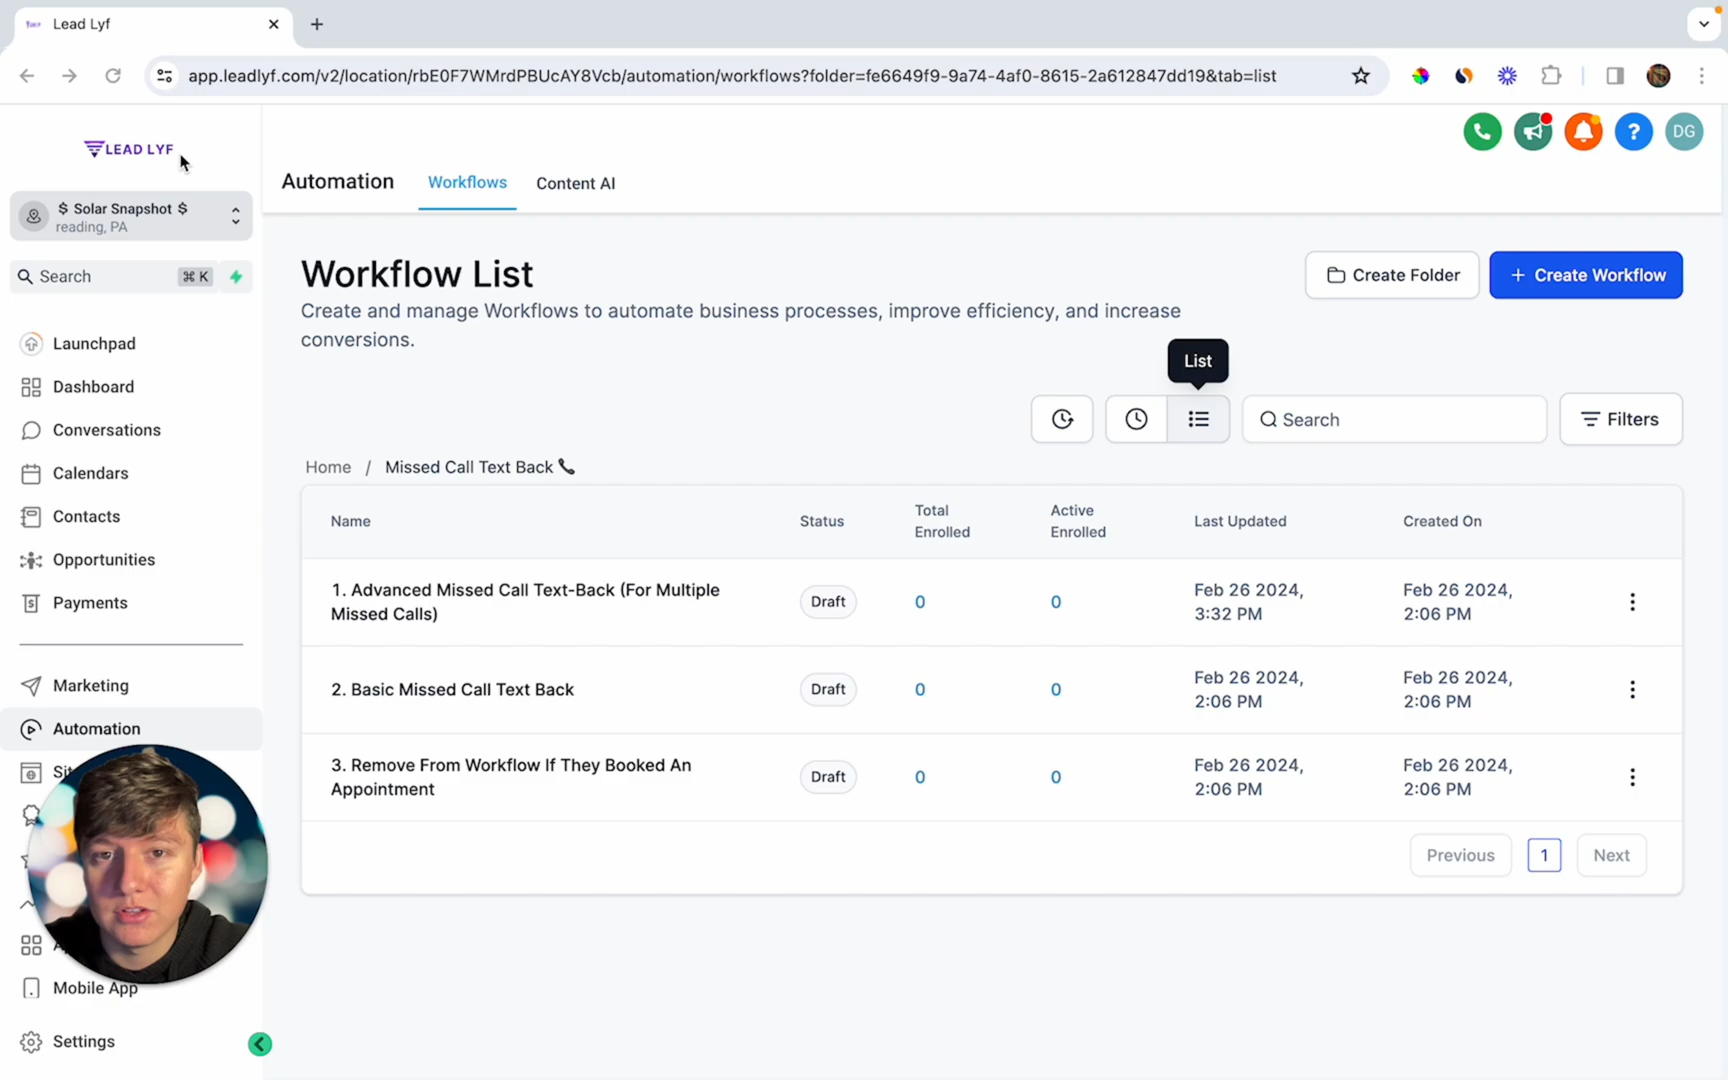 Lead Lyf
app.leadlyf.com/v2/location/rbE0F7WMrdPBUcAY8Vcb/automation/workflows?folder=fe6649f9-9a74-4af0-8615-2a612847dd19&tab=list
LEAD LYF
DG
Automation
Workflows
Content AI
$ Solar Snapshot $
reading, PA
Search
⌘ K
Launchpad
Dashboard
Conversations
Calendars
Contacts
Opportunities
Payments
Marketing
Automation
Mobile App
Settings
Workflow List
Create Folder
+ Create Workflow
Create and manage Workflows to automate business processes, improve efficiency, and increase
conversions.
List
Search
Filters
Home / Missed Call Text Back 📞
Name
Status
Total
Enrolled
Active
Enrolled
Last Updated
Created On
1. Advanced Missed Call Text-Back (For Multiple
Missed Calls)
Draft
0
0
Feb 26 2024,
3:32 PM
Feb 26 2024,
2:06 PM
2. Basic Missed Call Text Back
Draft
0
0
Feb 26 2024,
2:06 PM
Feb 26 2024,
2:06 PM
3. Remove From Workflow If They Booked An
Appointment
Draft
0
0
Feb 26 2024,
2:06 PM
Feb 26 2024,
2:06 PM
Previous
1
Next